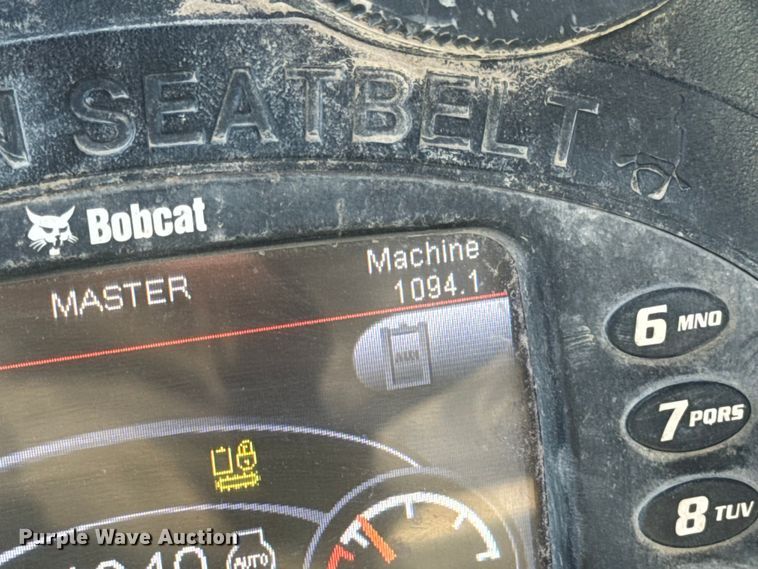 SEATBELT
Bobcat
MASTER
Machine
1094.1
6 MNO
7 PQRS
8 TUV
AUTO
Purple Wave Auction